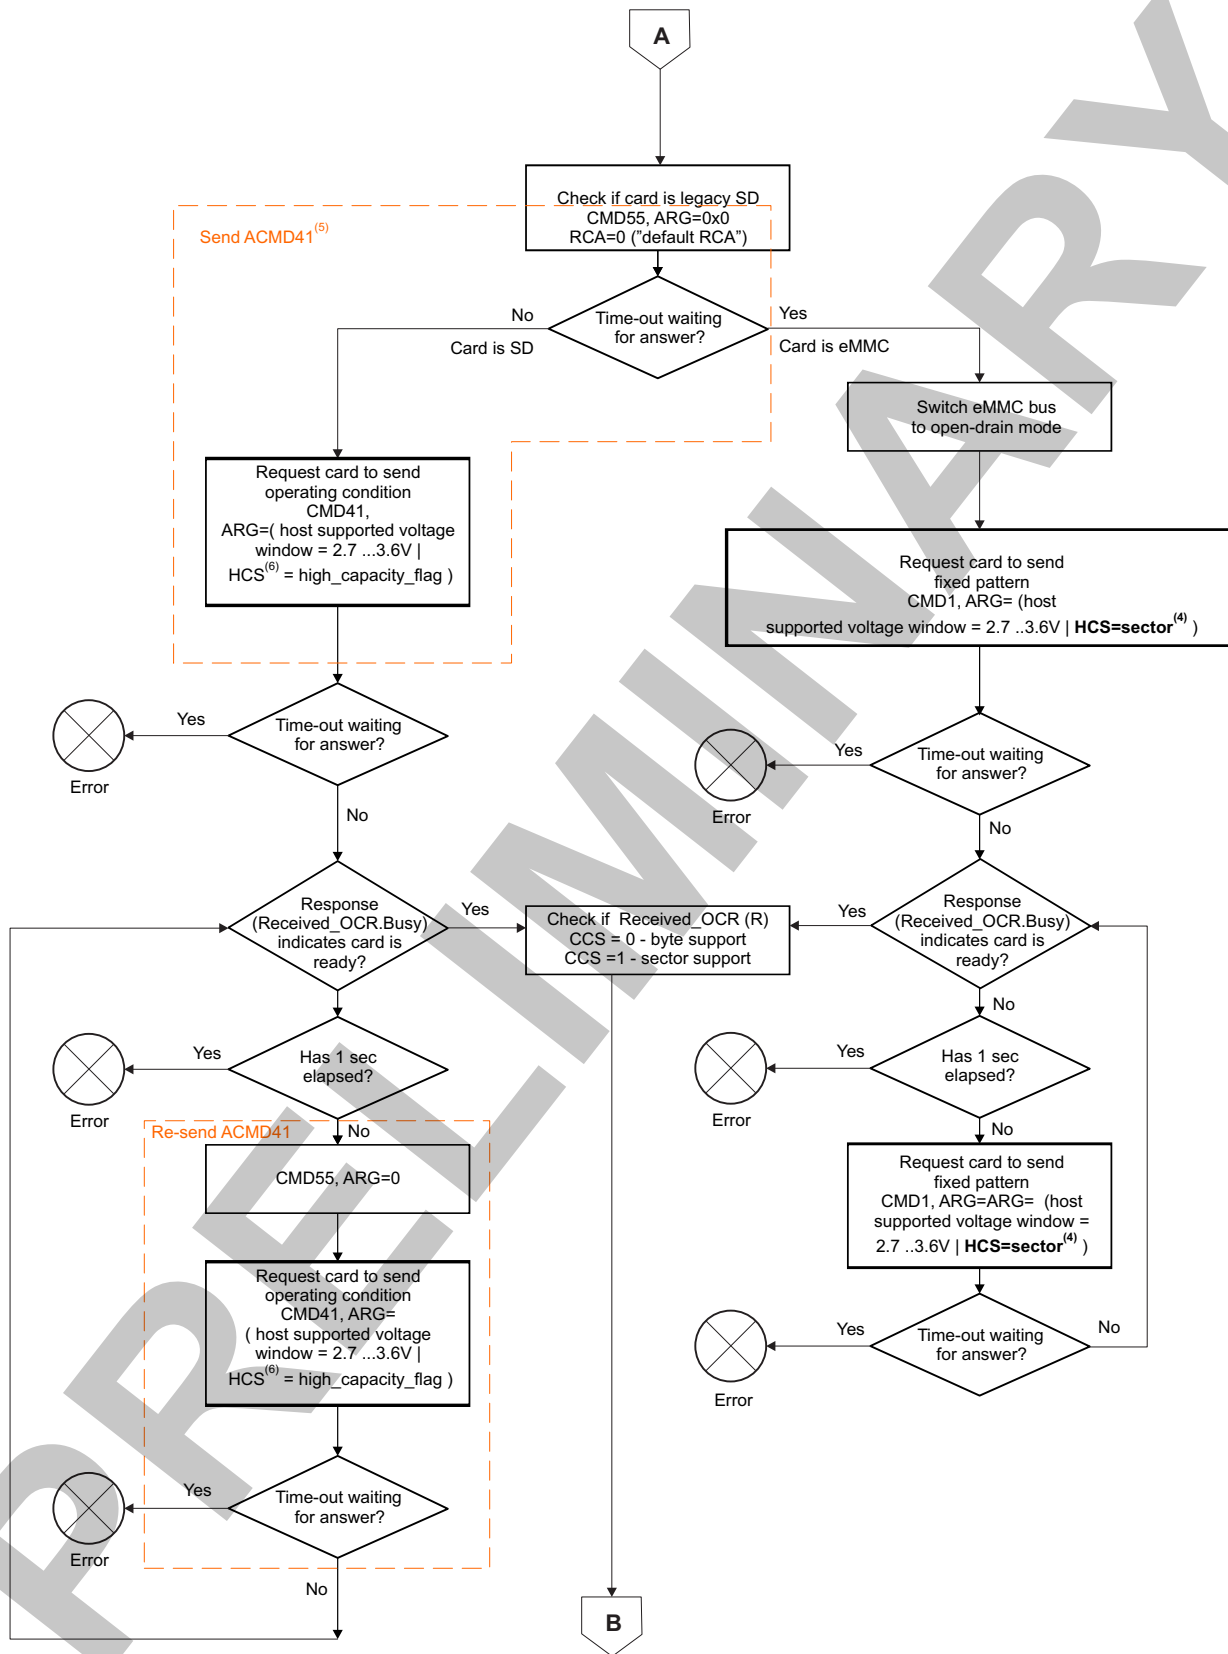 A
Check if card is legacy SD
CMD55, ARG=0x0
RCA=0 ("default RCA")
Send ACMD41(5)
No
Time-out waiting
for answer?
Yes
Card is SD
Card is eMMC
Switch eMMC bus
to open-drain mode
Request card to send
operating condition
CMD41,
ARG=( host supported voltage
window = 2.7 ...3.6V |
HCS(6) = high_capacity_flag )
Request card to send
fixed pattern
CMD1, ARG= (host
supported voltage window = 2.7 ..3.6V | HCS=sector(4) )
Yes
Time-out waiting
for answer?
Error
No
Yes
Time-out waiting
for answer?
Error
No
Response
(Received_OCR.Busy)
indicates card is
ready?
Yes
Check if Received_OCR (R)
CCS = 0 - byte support
CCS =1 - sector support
Yes
Response
(Received_OCR.Busy)
indicates card is
ready?
No
Yes
Has 1 sec
elapsed?
Error
No
Yes
Has 1 sec
elapsed?
Error
No
Re-send ACMD41
CMD55, ARG=0
Request card to send
operating condition
CMD41, ARG=
( host supported voltage
window = 2.7 ...3.6V |
HCS(6) = high_capacity_flag )
Request card to send
fixed pattern
CMD1, ARG=ARG= (host
supported voltage window =
2.7 ..3.6V | HCS=sector(4) )
Yes
Time-out waiting
for answer?
No
Error
Yes
Time-out waiting
for answer?
Error
No
B
PRELIMINARY